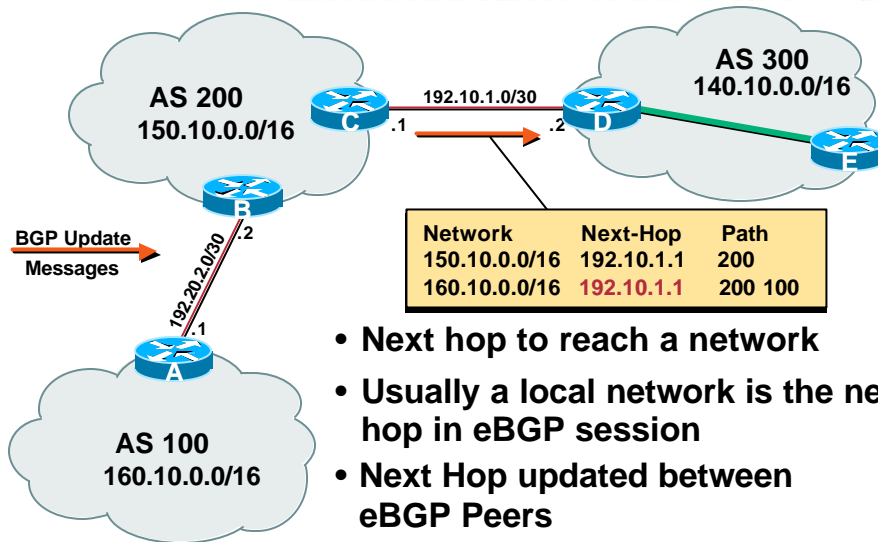 AS 300
140.10.0.0/16
AS 200
150.10.0.0/16
192.10.1.0/30
C
.1
.2
D
E
B
.2
BGP Update
Messages
192.20.2.0/30
.1
A
Network Next-Hop Path
150.10.0.0/16 192.10.1.1 200
160.10.0.0/16 192.10.1.1 200 100
AS 100
160.10.0.0/16
• Next hop to reach a network
• Usually a local network is the ne
hop in eBGP session
• Next Hop updated between
eBGP Peers